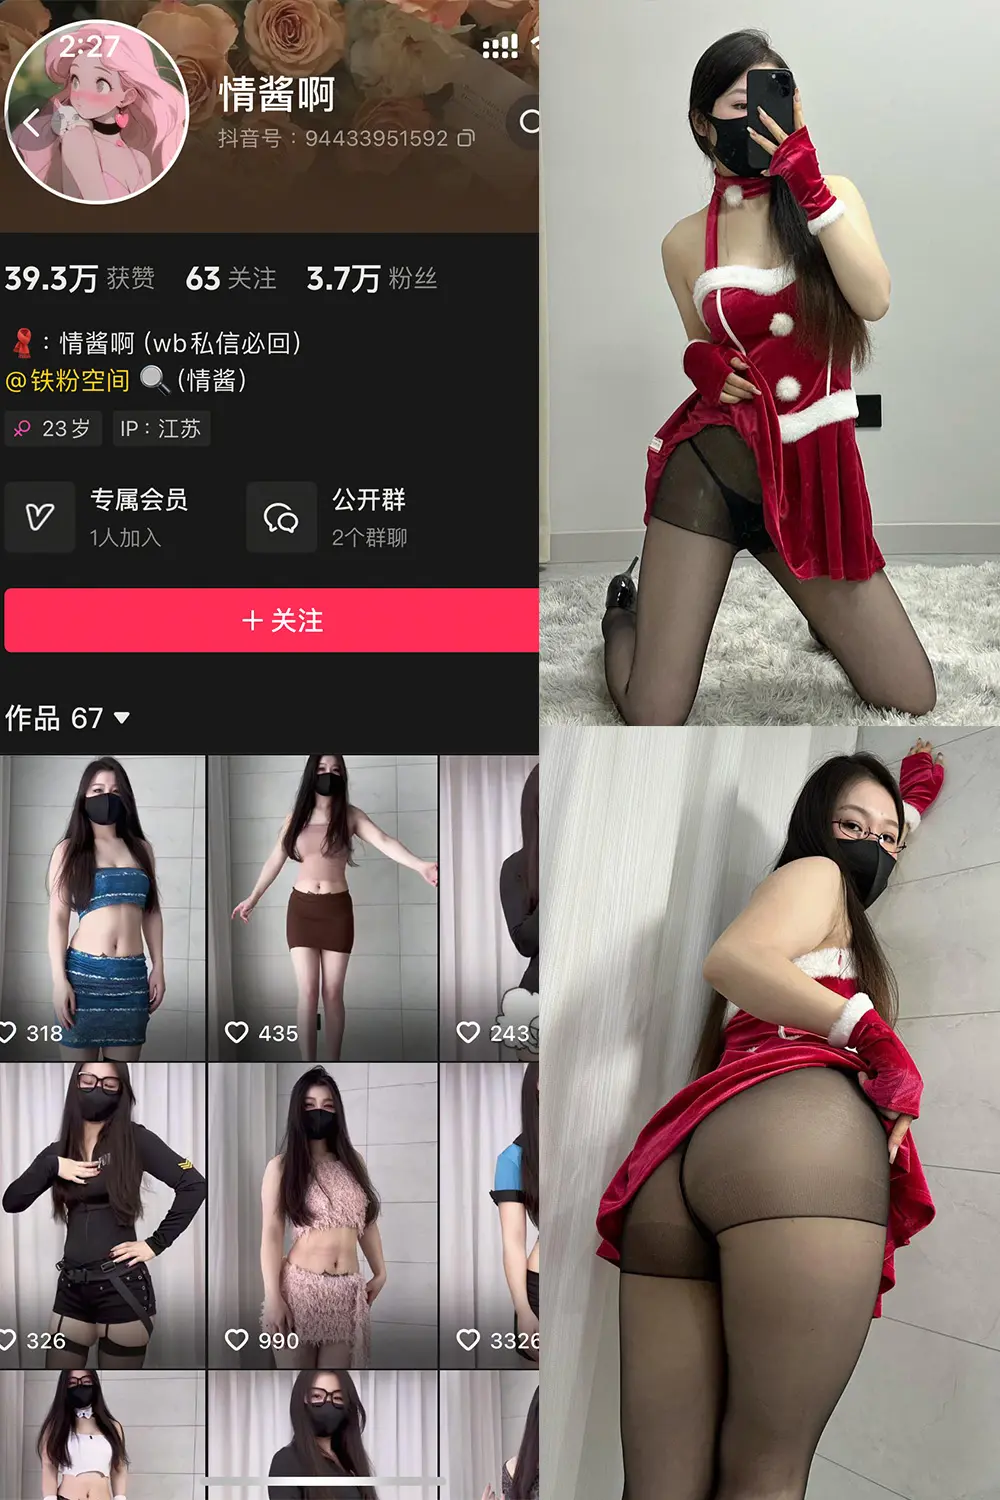 2:27
情酱啊
抖音号：94433951592
39.3万 获赞 63 关注 3.7万 粉丝
：情酱啊 (wb私信必回)
@铁粉空间 (情酱)
23岁 IP：江苏
专属会员 公开群
1人加入 2个群聊
+ 关注
作品 67
318 435 243
326 990 3326